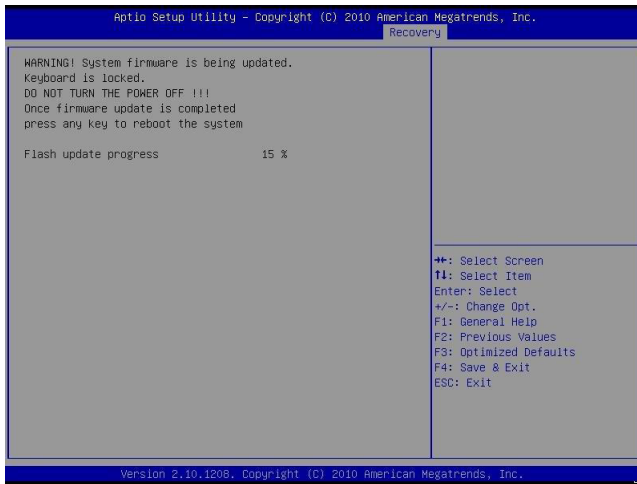 Aptio Setup Utility – Copyright (C) 2010 American Megatrends, Inc.
Recovery
WARNING! System firmware is being updated.
Keyboard is locked.
DO NOT TURN THE POWER OFF !!!
Once firmware update is completed
press any key to reboot the system
Flash update progress 15 %
→←: Select Screen
↑↓: Select Item
Enter: Select
+/-: Change Opt.
F1: General Help
F2: Previous Values
F3: Optimized Defaults
F4: Save & Exit
ESC: Exit
Version 2.10.1208. Copyright (C) 2010 American Megatrends, Inc.